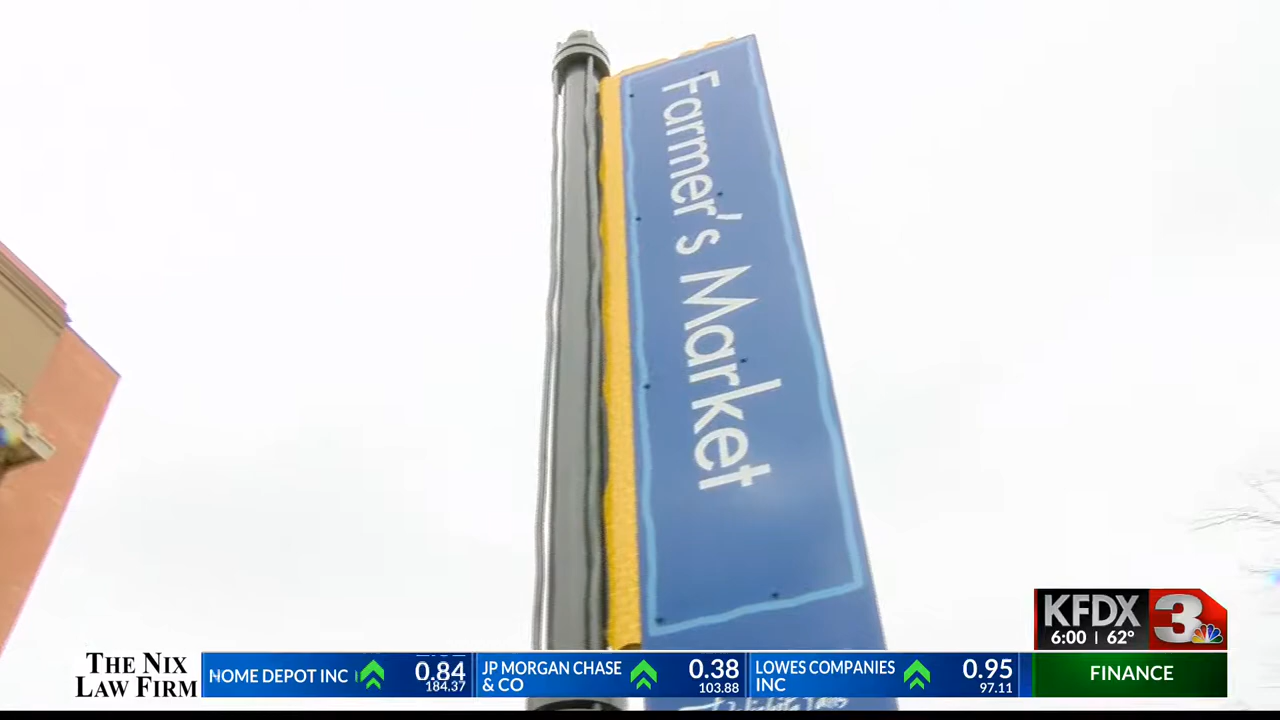 Farmer's Market
KFDX 3
6:00 | 62°
THE NIX
LAW FIRM
HOME DEPOT INC
0.84
184.37
JP MORGAN CHASE
& CO
0.38
103.88
LOWES COMPANIES
INC
0.95
97.11
FINANCE